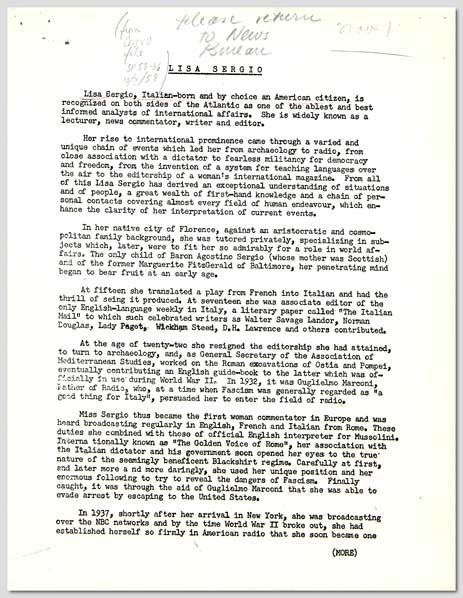 please return
to News
Bureau
(from
file
LISA SERGIO
Lisa Sergio, Italian-born and by choice an American citizen, is
recognized on both sides of the Atlantic as one of the ablest and best
informed analysts of international affairs. She is widely known as a
lecturer, news commentator, writer and editor.
Her rise to international prominence came through a varied and
unique chain of events which led her from archaeology to radio, from
close association with a dictator to fearless militancy for democracy
and freedom, from the invention of a system for teaching languages over
the air to the editorship of a woman's international magazine. From all
of this Lisa Sergio has derived an exceptional understanding of situations
and of people, a great wealth of first-hand knowledge and a chain of per-
sonal contacts covering almost every field of human endeavour, which en-
hance the clarity of her interpretation of current events.
In her native city of Florence, against an aristocratic and cosmo-
politan family background, she was tutored privately, specializing in sub-
jects which, later, were to fit her so admirably for a role in world af-
fairs. The only child of Baron Agostino Sergio (whose mother was Scottish)
and of the former Marguerite FitzGerald of Baltimore, her penetrating mind
began to bear fruit at an early age.
At fifteen she translated a play from French into Italian and had the
thrill of seing it produced. At seventeen she was associate editor of the
only English-language weekly in Italy, a literary paper called "The Italian
Mail" to which such celebrated writers as Walter Savage Landor, Norman
Douglas, Lady Paget, Wickham Steed, D.H. Lawrence and others contributed.
At the age of twenty-two she resigned the editorship she had attained,
to turn to archaeology, and, as General Secretary of the Association of
Mediterranean Studies, worked on the Roman excavations of Ostia and Pompei,
eventually contributing an English guide-book to the latter which was of-
ficially in use during World War II. In 1932, it was Guglielmo Marconi,
Father of Radio, who, at a time when Fascism was generally regarded as "a
good thing for Italy", persuaded her to enter the field of radio.
Miss Sergio thus became the first woman commentator in Europe and was
heard broadcasting regularly in English, French and Italian from Rome. These
duties she combined with those of official English interpreter for Mussolini.
Interna tionally known as "The Golden Voice of Rome", her association with
the Italian dictator and his government soon opened her eyes to the true
nature of the seemingly beneficent Blackshirt regime. Carefully at first,
and later more a nd more daringly, she used her unique position and her
enormous following to try to reveal the dangers of Fascism. Finally
caught, it was through the aid of Guglielmo Marconi that she was able to
evade arrest by escaping to the United States.
In 1937, shortly after her arrival in New York, she was broadcasting
over the NBC networks and by the time World War II broke out, she had
established herself so firmly in American radio that she soon became one
(MORE)